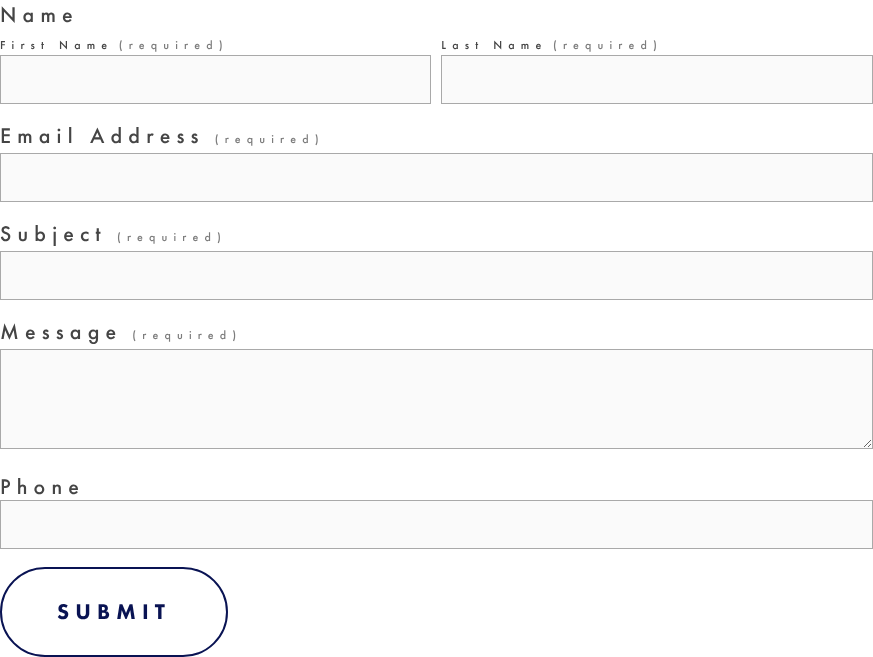 Name
First Name (required) Last Name (required)
Email Address (required)
Subject (required)
Message (required)
Phone
SUBMIT